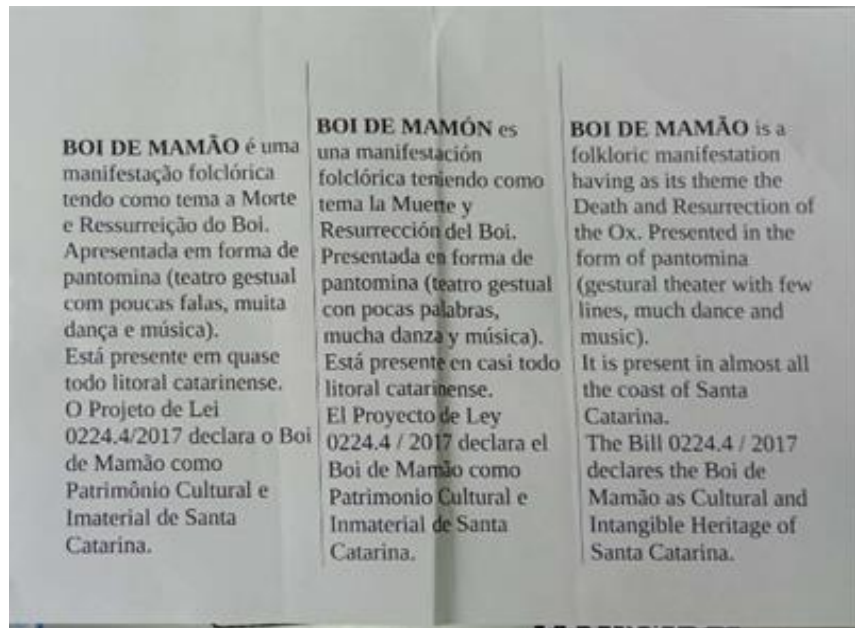 BOI DE MAMÃO é uma
manifestação folclórica
tendo como tema a Morte
e Ressurreição do Boi.
Apresentada em forma de
pantomina (teatro gestual
com poucas falas, muita
dança e música).
Está presente em quase
todo litoral catarinense.
O Projeto de Lei
0224.4/2017 declara o Boi
de Mamão como
Patrimônio Cultural e
Imaterial de Santa
Catarina.
BOI DE MAMÓN es
una manifestación
folclórica teniendo como
tema la Muerte y
Resurrección del Boi.
Presentada en forma de
pantomina (teatro gestual
con pocas palabras,
mucha danza y música).
Está presente en casi todo
litoral catarinense.
El Proyecto de Ley
0224.4 / 2017 declara el
Boi de Mamão como
Patrimonio Cultural e
Inmaterial de Santa
Catarina.
BOI DE MAMÃO is a
folkloric manifestation
having as its theme the
Death and Resurrection of
the Ox. Presented in the
form of pantomina
(gestural theater with few
lines, much dance and
music).
It is present in almost all
the coast of Santa
Catarina.
The Bill 0224.4 / 2017
declares the Boi de
Mamão as Cultural and
Intangible Heritage of
Santa Catarina.